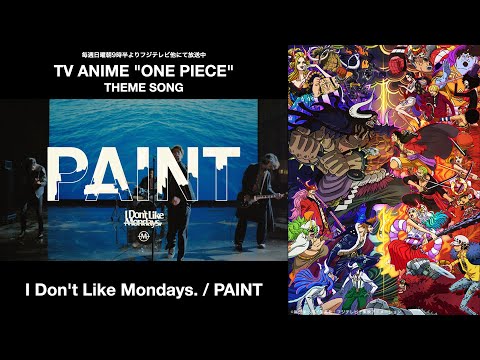 毎週日曜朝9時半よりフジテレビ他にて放送中
TV ANIME "ONE PIECE"
THEME SONG
PAINT
I Don't Like
Mondays.
I Don't Like Mondays. / PAINT